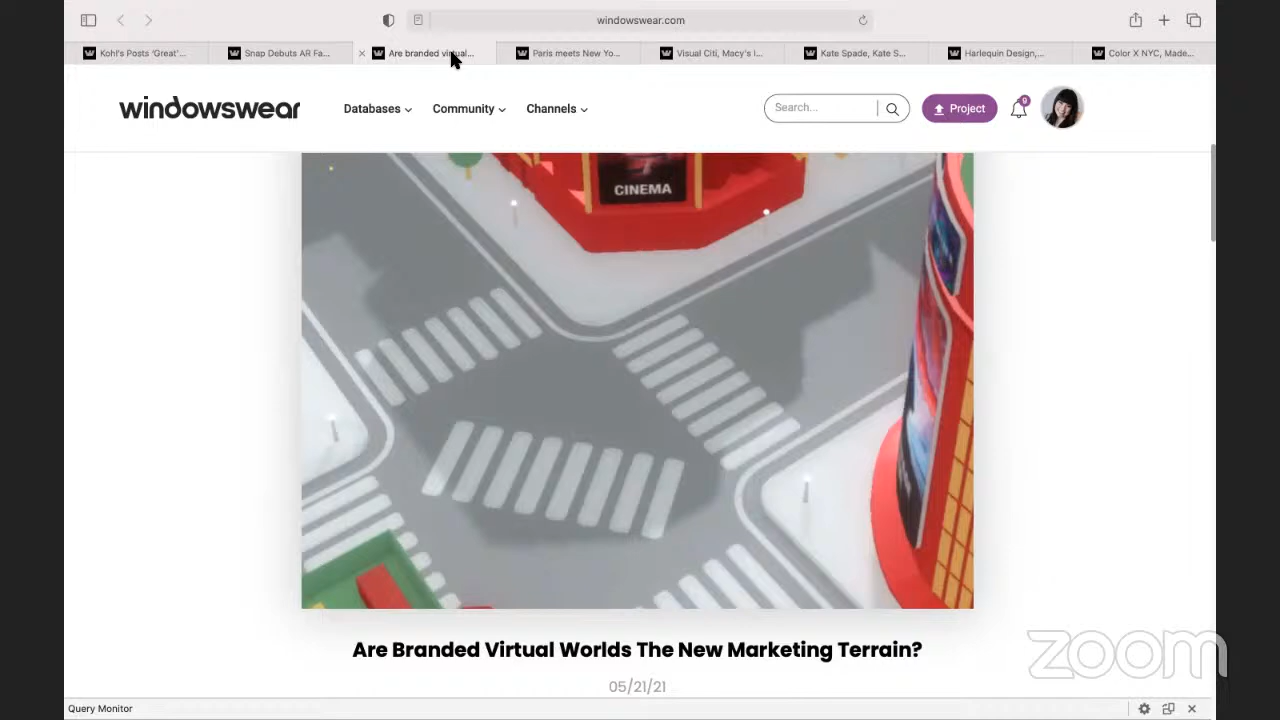 windowswear.com
Kohl's Posts 'Great'...
Snap Debuts AR Fa...
Are branded virtual...
Paris meets New Yo...
Visual Citi, Macy's I...
Kate Spade, Kate S...
Harlequin Design,...
Color X NYC, Made...
windowswear
Databases
Community
Channels
Search...
Project
9
CINEMA
Are Branded Virtual Worlds The New Marketing Terrain?
05/21/21
zoom
Query Monitor